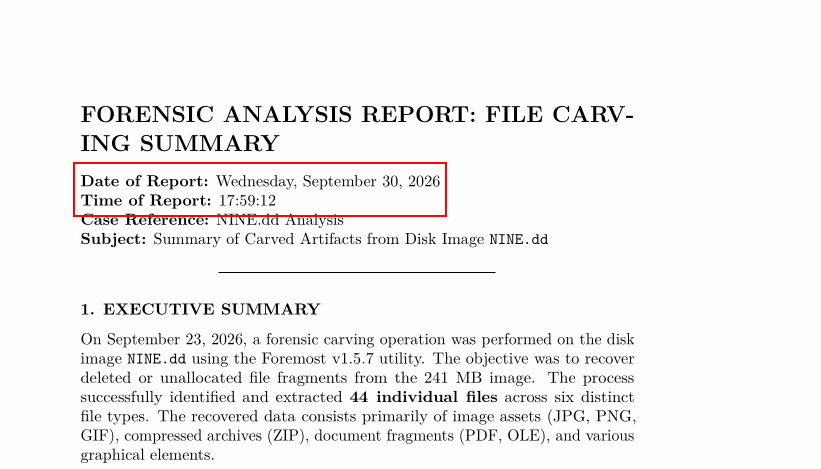 FORENSIC ANALYSIS REPORT: FILE CARV-
ING SUMMARY
Date of Report: Wednesday, September 30, 2026
Time of Report: 17:59:12
Case Reference: NINE.dd Analysis
Subject: Summary of Carved Artifacts from Disk Image NINE.dd
1. EXECUTIVE SUMMARY
On September 23, 2026, a forensic carving operation was performed on the disk
image NINE.dd using the Foremost v1.5.7 utility. The objective was to recover
deleted or unallocated file fragments from the 241 MB image. The process
successfully identified and extracted 44 individual files across six distinct
file types. The recovered data consists primarily of image assets (JPG, PNG,
GIF), compressed archives (ZIP), document fragments (PDF, OLE), and various
graphical elements.